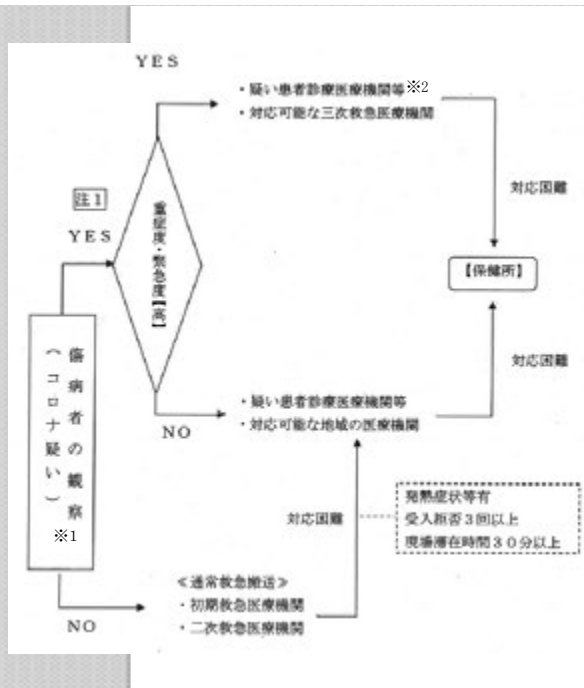 YES
・疑い患者診療医療機関等※2
・対応可能な三次救急医療機関
対応困難
注1
YES
重症度・緊急度【高】
【保健所】
傷病者の観察
（コロナ疑い）
※1
対応困難
・疑い患者診療医療機関等
・対応可能な地域の医療機関
NO
対応困難
発熱症状等有
受入拒否3回以上
現場滞在時間30分以上
≪通常救急搬送≫
・初期救急医療機関
・二次救急医療機関
NO